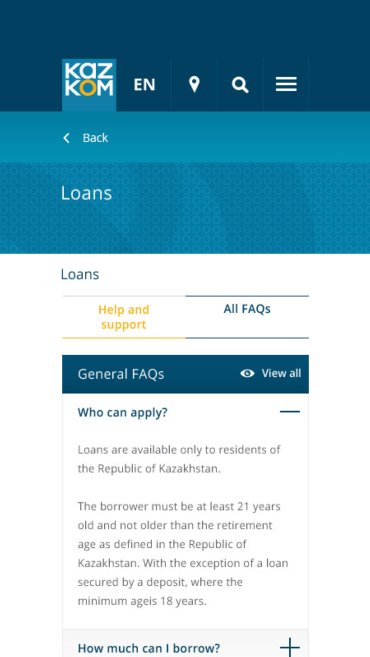 KAZ
KOM
EN
Back
Loans
Loans
Help and
support
All FAQs
General FAQs
View all
Who can apply?
Loans are available only to residents of
the Republic of Kazakhstan.
The borrower must be at least 21 years
old and not older than the retirement
age as defined in the Republic of
Kazakhstan. With the exception of a loan
secured by a deposit, where the
minimum ageis 18 years.
How much can I borrow?